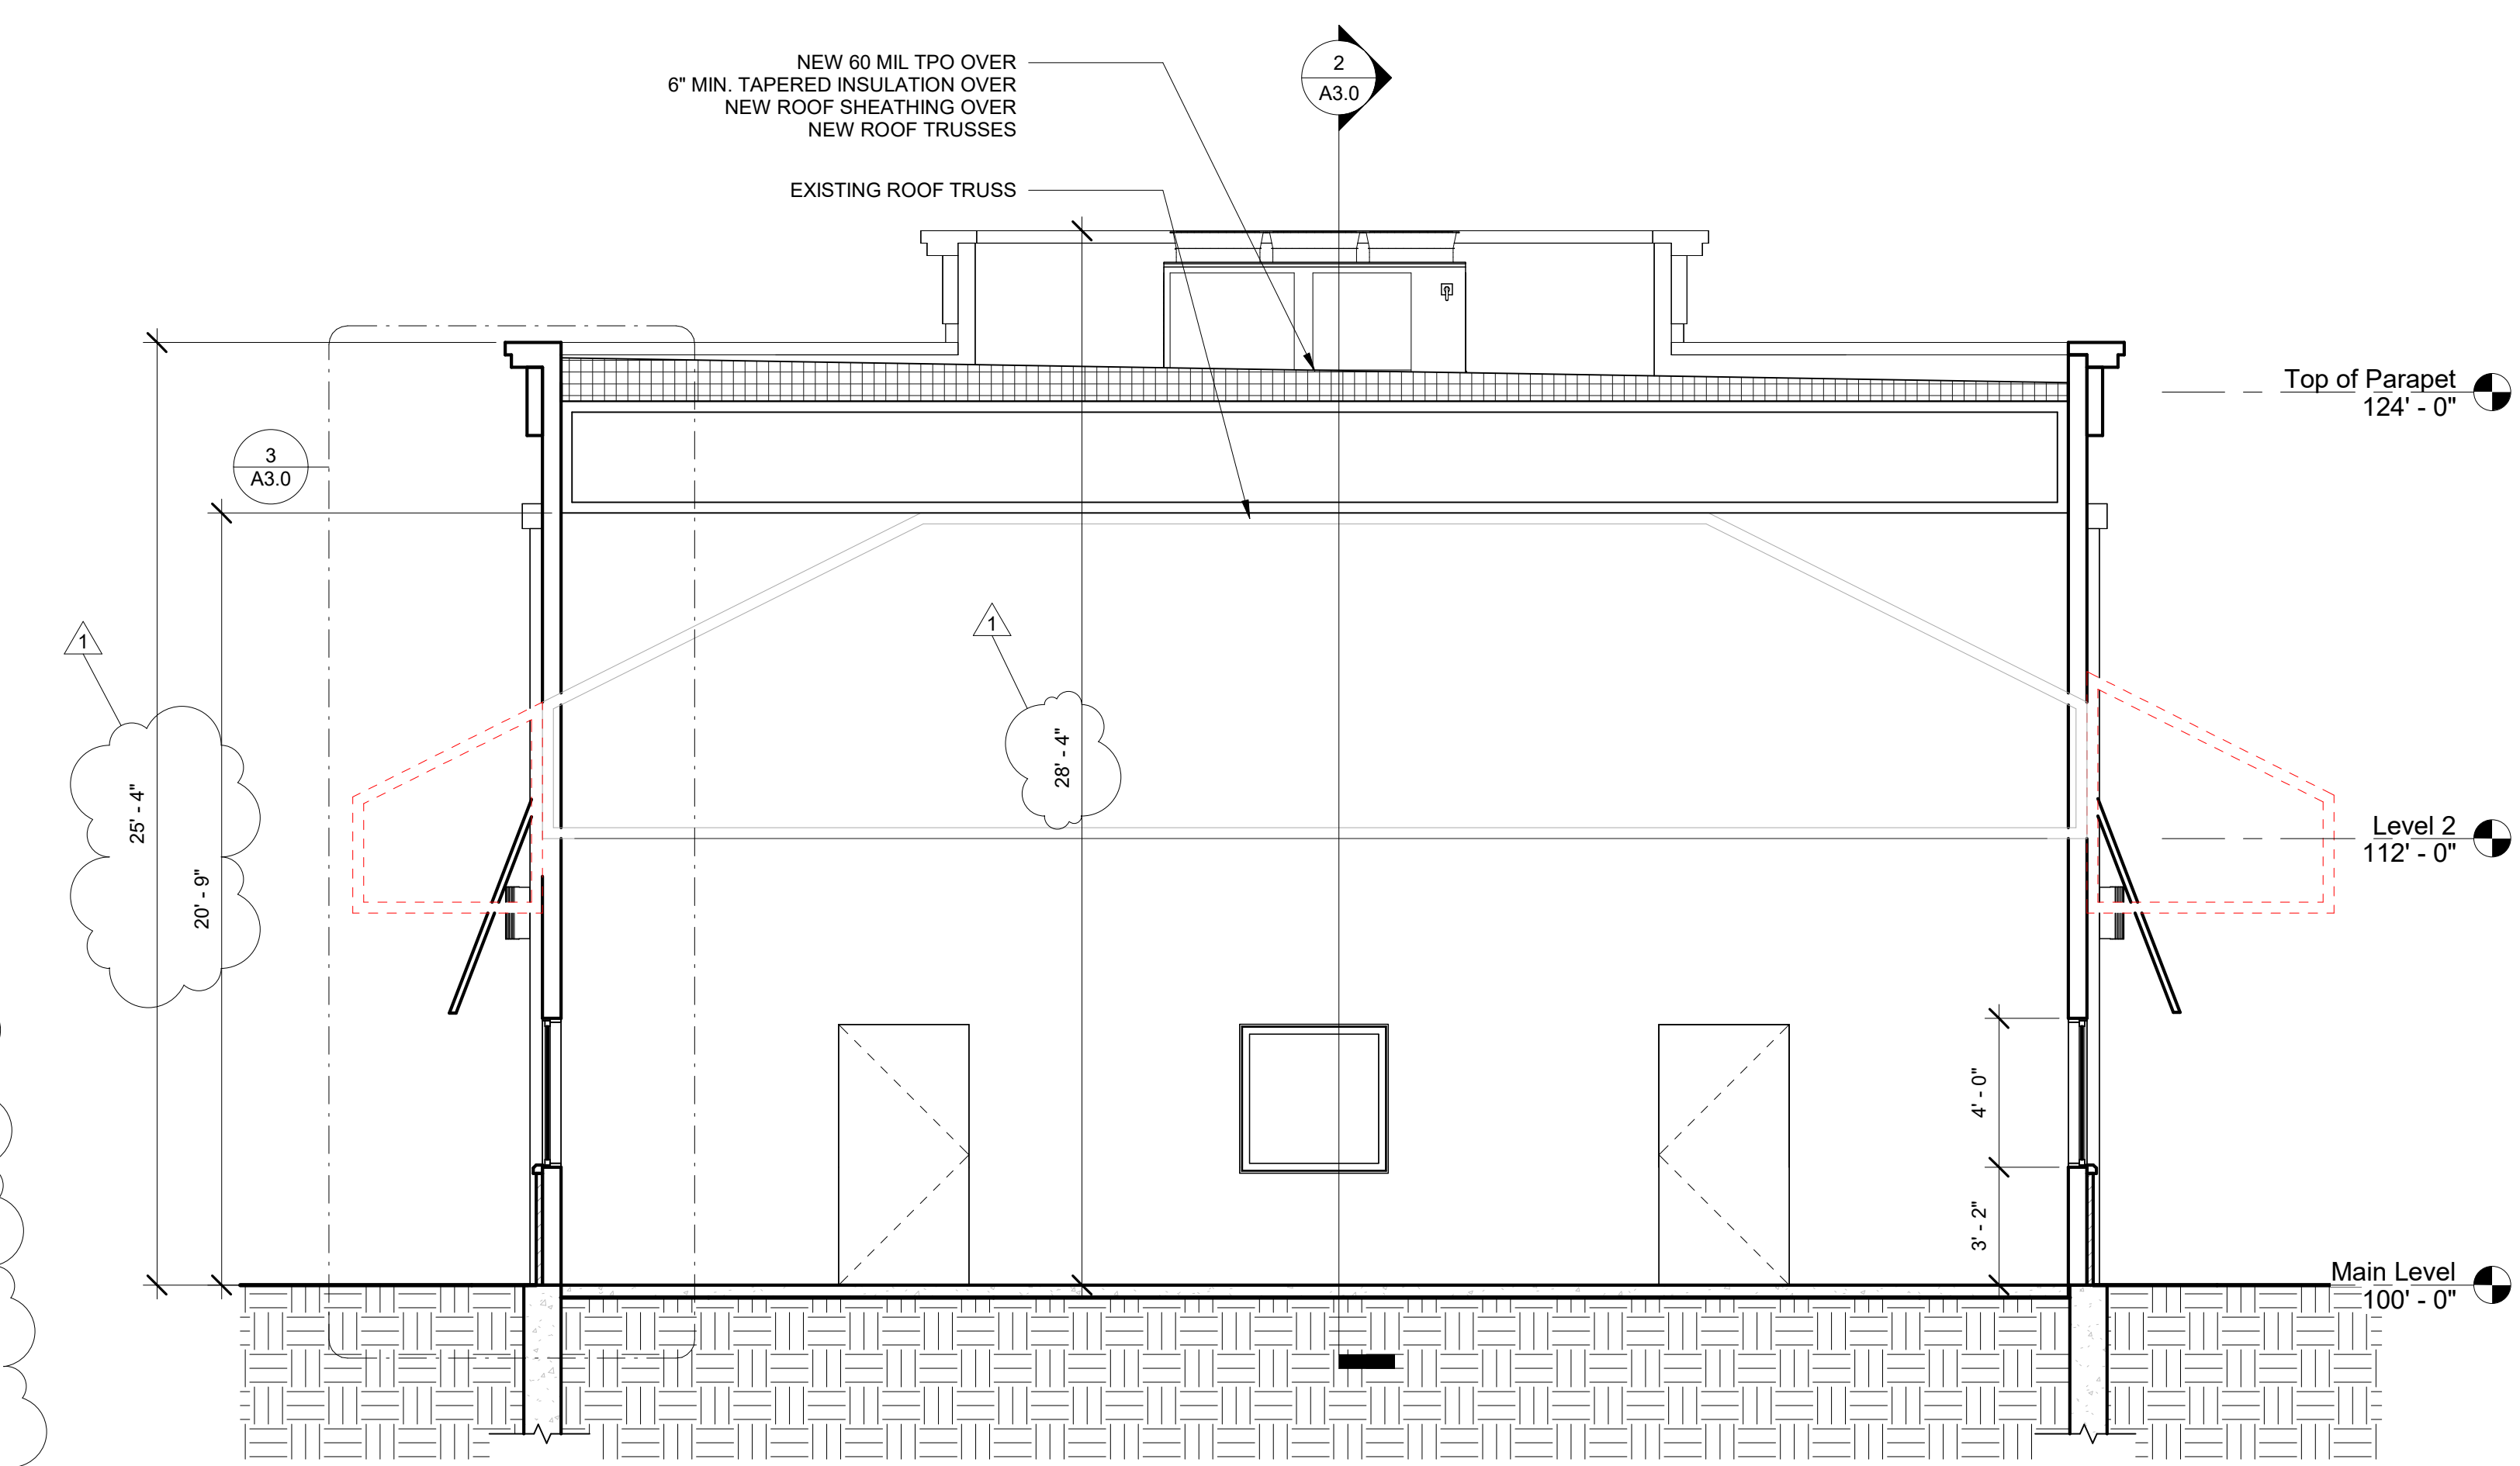 NEW 60 MIL TPO OVER
6" MIN. TAPERED INSULATION OVER
NEW ROOF SHEATHING OVER
NEW ROOF TRUSSES
EXISTING ROOF TRUSS
2
A3.0
3
A3.0
Top of Parapet
124' - 0"
1
1
25' - 4"
20' - 9"
28' - 4"
Level 2
112' - 0"
4' - 0"
3' - 2"
Main Level
100' - 0"